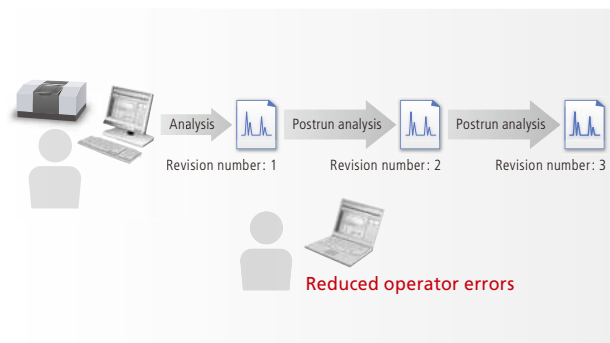 Analysis
Postrun analysis
Postrun analysis
Revision number: 1
Revision number: 2
Revision number: 3
Reduced operator errors